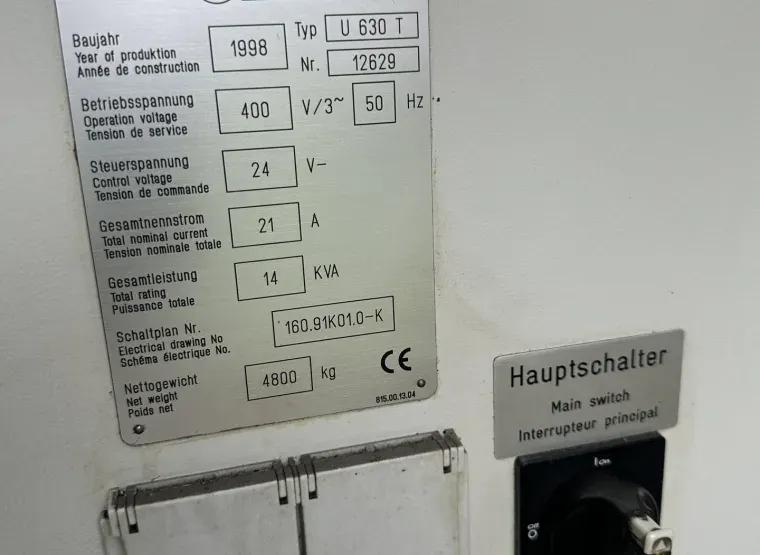 Baujahr
Year of produktion
Année de construction
1998
Typ U 630 T
Nr. 12629
Betriebsspannung
Operation voltage
Tension de service
400 V/3~ 50 Hz
Steuerspannung
Control voltage
Tension de commande
24 V-
Gesamtnennstrom
Total nominal current
Tension nominale totale
21 A
Gesamtleistung
Total rating
Puissance totale
14 KVA
Schaltplan Nr.
Electrical drawing No
Schéma électrique No.
160.91K01.0-K
Nettogewicht
Net weight
Poids net
4800 kg
CE
815.00.13.04
Hauptschalter
Main switch
Interrupteur principal
I on
Off
O